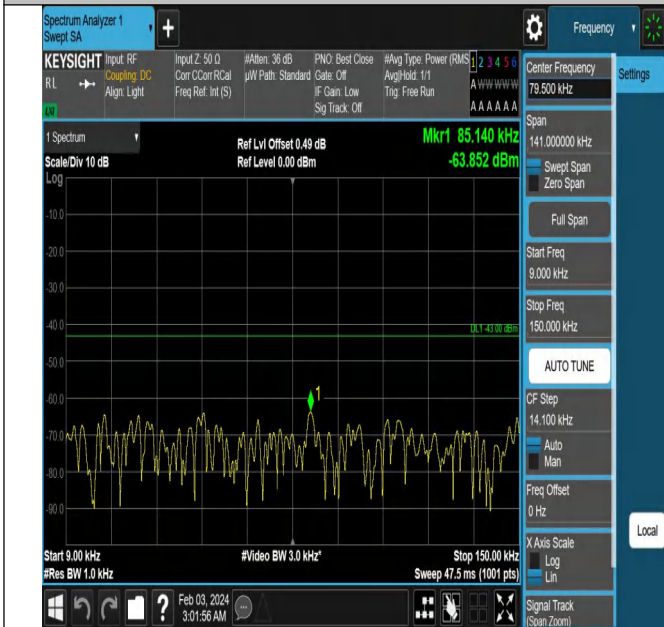 Spectrum Analyzer 1
Swept SA
+
Frequency
KEYSIGHT
RL
LXI
Input: RF
Coupling: DC
Align: Light
Input Z: 50 Ω
Corr CCorr RCal
Freq Ref: Int (S)
#Atten: 36 dB
µW Path: Standard
PNO: Best Close
Gate: Off
IF Gain: Low
Sig Track: Off
#Avg Type: Power (RMS
Avg|Hold: 1/1
Trig: Free Run
1 2 3 4 5 6
A W W W W W
A A A A A A
Center Frequency
79.500 kHz
Settings
Span
141.000000 kHz
Swept Span
Zero Span
Full Span
Start Freq
9.000 kHz
Stop Freq
150.000 kHz
AUTO TUNE
CF Step
14.100 kHz
Auto
Man
Freq Offset
0 Hz
X Axis Scale
Log
Lin
Signal Track
(Span Zoom)
Local
1 Spectrum
Scale/Div 10 dB
Log
Ref Lvl Offset 0.49 dB
Ref Level 0.00 dBm
Mkr1 85.140 kHz
-63.852 dBm
-10.0
-20.0
-30.0
-40.0
DL1 -43.00 dBm
-50.0
-60.0
1
-70.0
-80.0
-90.0
Start 9.00 kHz
#Res BW 1.0 kHz
#Video BW 3.0 kHz*
Stop 150.00 kHz
Sweep 47.5 ms (1001 pts)
?
Feb 03, 2024
3:01:56 AM